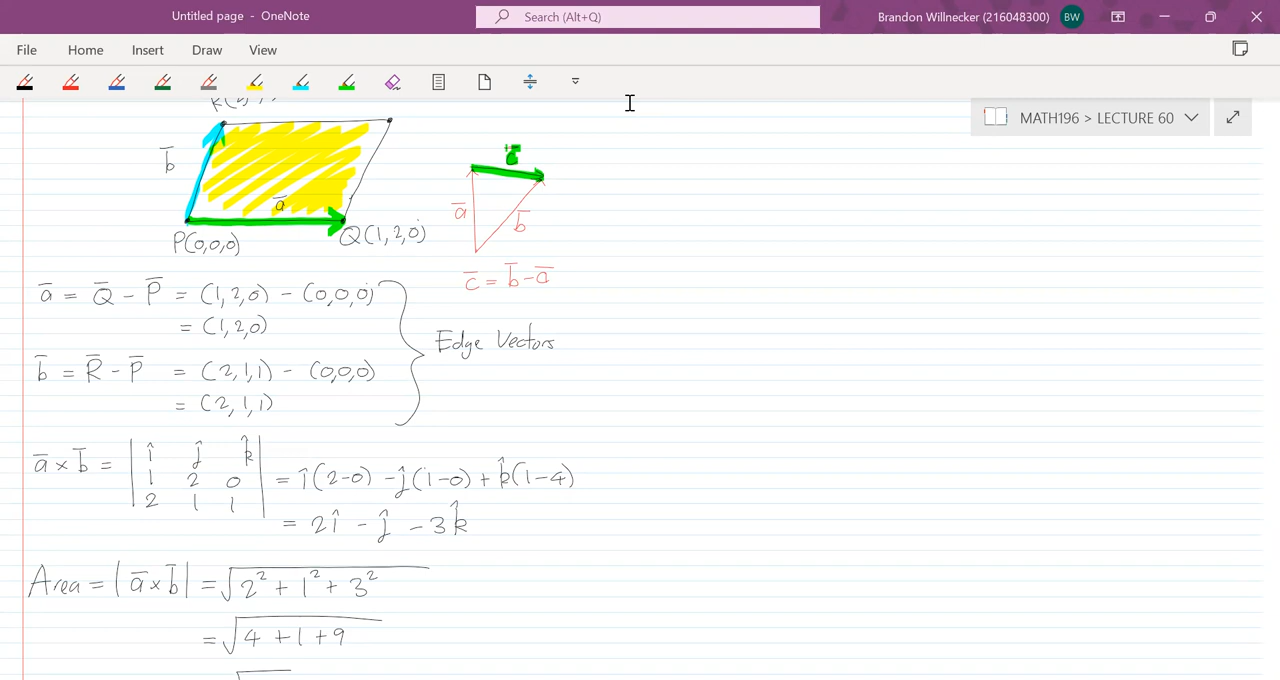 Untitled page - OneNote
Search (Alt+Q)
Brandon Willnecker (216048300)
BW
File Home Insert Draw View
MATH196 > LECTURE 60
b̅
a̅
P(0,0,0)
Q(1,2,0)
a̅
b̅
c̅ = b̅ - a̅
a̅ = Q̅ - P̅ = (1,2,0) - (0,0,0)
= (1,2,0)
b̅ = R̅ - P̅ = (2,1,1) - (0,0,0)
= (2,1,1)
Edge Vectors
a̅ × b̅ = | î ĵ k̂ |
| 1 2 0 |
| 2 1 1 |
= î(2-0) - ĵ(1-0) + k̂(1-4)
= 2î - ĵ - 3k̂
Area = |a̅ × b̅| = √(2² + 1² + 3²)
= √(4 + 1 + 9)